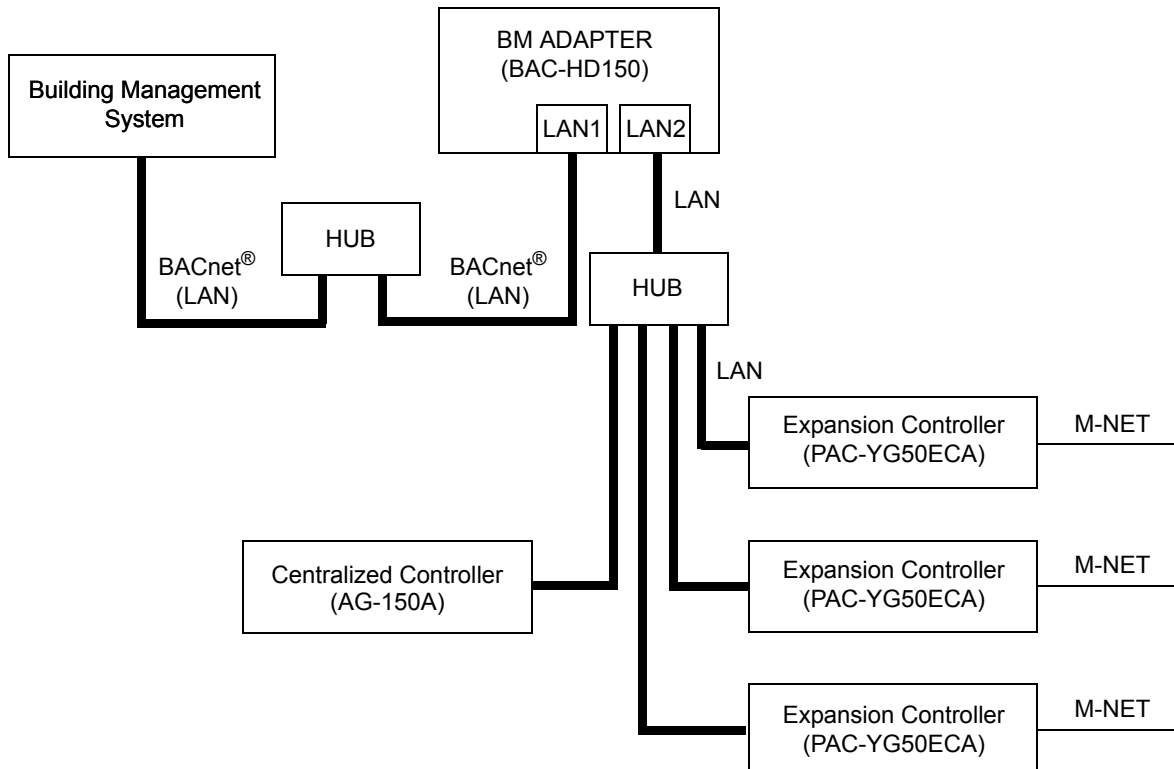 BM ADAPTER
(BAC-HD150)
LAN1
LAN2
Building Management
System
LAN
HUB
BACnet®
(LAN)
BACnet®
(LAN)
HUB
LAN
Expansion Controller
(PAC-YG50ECA)
M-NET
Centralized Controller
(AG-150A)
Expansion Controller
(PAC-YG50ECA)
M-NET
Expansion Controller
(PAC-YG50ECA)
M-NET